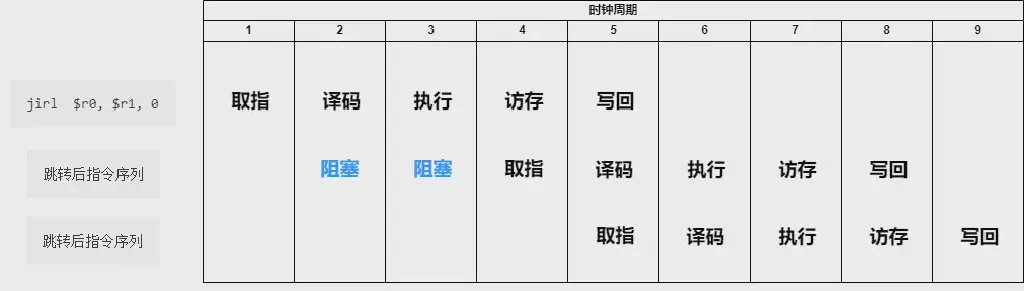 时钟周期
1 2 3 4 5 6 7 8 9
jirl $r0, $r1, 0 取指 译码 执行 访存 写回
跳转后指令序列 阻塞 阻塞 取指 译码 执行 访存 写回
跳转后指令序列 取指 译码 执行 访存 写回